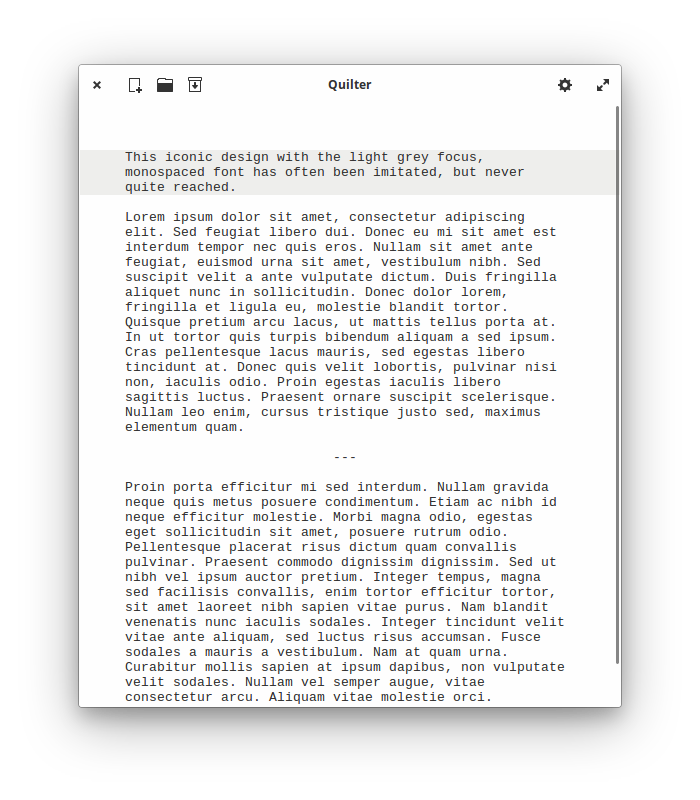 Quilter
This iconic design with the light grey focus,
monospaced font has often been imitated, but never
quite reached.
Lorem ipsum dolor sit amet, consectetur adipiscing
elit. Sed feugiat libero dui. Donec eu mi sit amet est
interdum tempor nec quis eros. Nullam sit amet ante
feugiat, euismod urna sit amet, vestibulum nibh. Sed
suscipit velit a ante vulputate dictum. Duis fringilla
aliquet nunc in sollicitudin. Donec dolor lorem,
fringilla et ligula eu, molestie blandit tortor.
Quisque pretium arcu lacus, ut mattis tellus porta at.
In ut tortor quis turpis bibendum aliquam a sed ipsum.
Cras pellentesque lacus mauris, sed egestas libero
tincidunt at. Donec quis velit lobortis, pulvinar nisi
non, iaculis odio. Proin egestas iaculis libero
sagittis luctus. Praesent ornare suscipit scelerisque.
Nullam leo enim, cursus tristique justo sed, maximus
elementum quam.
---
Proin porta efficitur mi sed interdum. Nullam gravida
neque quis metus posuere condimentum. Etiam ac nibh id
neque efficitur molestie. Morbi magna odio, egestas
eget sollicitudin sit amet, posuere rutrum odio.
Pellentesque placerat risus dictum quam convallis
pulvinar. Praesent commodo dignissim dignissim. Sed ut
nibh vel ipsum auctor pretium. Integer tempus, magna
sed facilisis convallis, enim tortor efficitur tortor,
sit amet laoreet nibh sapien vitae purus. Nam blandit
venenatis nunc iaculis sodales. Integer tincidunt velit
vitae ante aliquam, sed luctus risus accumsan. Fusce
sodales a mauris a vestibulum. Nam at quam urna.
Curabitur mollis sapien at ipsum dapibus, non vulputate
velit sodales. Nullam vel semper augue, vitae
consectetur arcu. Aliquam vitae molestie orci.